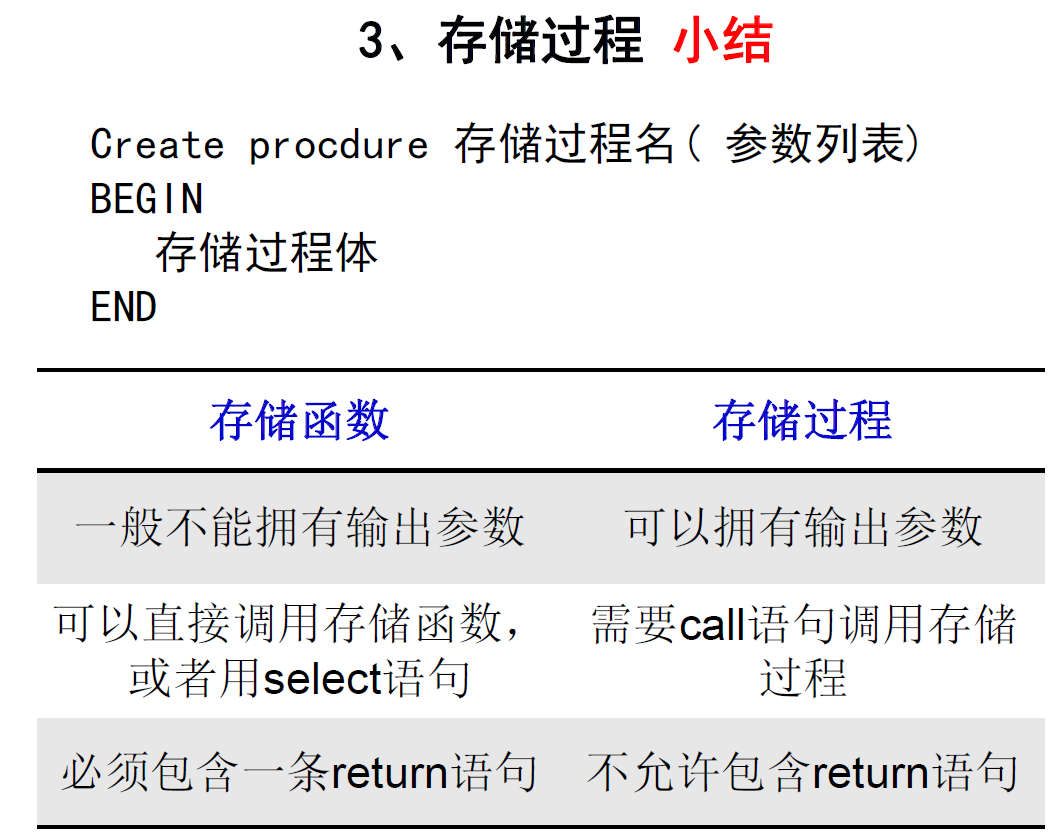 3、存储过程 小结
Create procdure 存储过程名( 参数列表)
BEGIN
存储过程体
END
存储函数 存储过程
一般不能拥有输出参数 可以拥有输出参数
可以直接调用存储函数， 需要call语句调用存储
或者用select语句 过程
必须包含一条return语句 不允许包含return语句